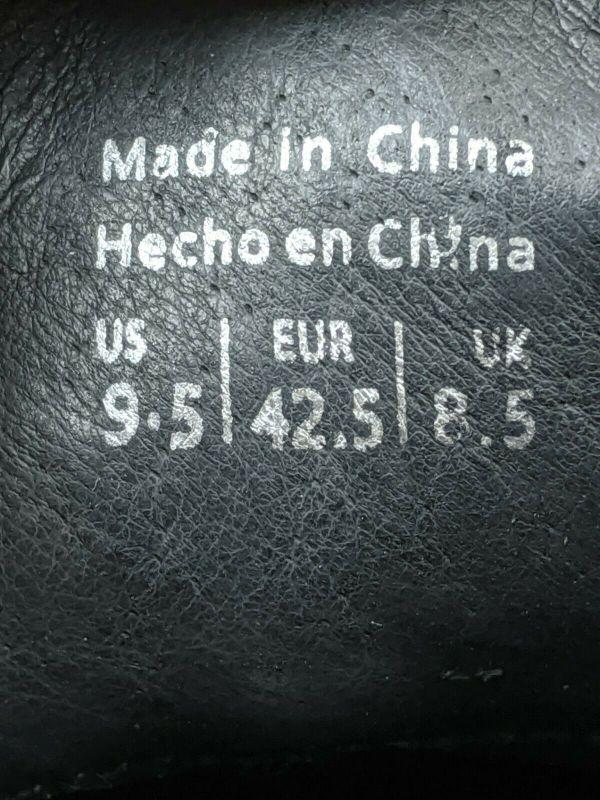 Made in China
Hecho en China
US | EUR | UK
9.5 | 42.5 | 8.5